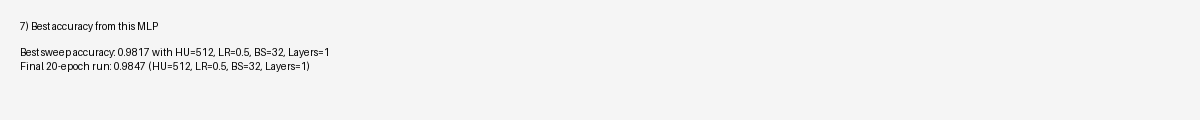 7) Best accuracy from this MLP
Best sweep accuracy: 0.9817 with HU=512, LR=0.5, BS=32, Layers=1
Final 20-epoch run: 0.9847 (HU=512, LR=0.5, BS=32, Layers=1)